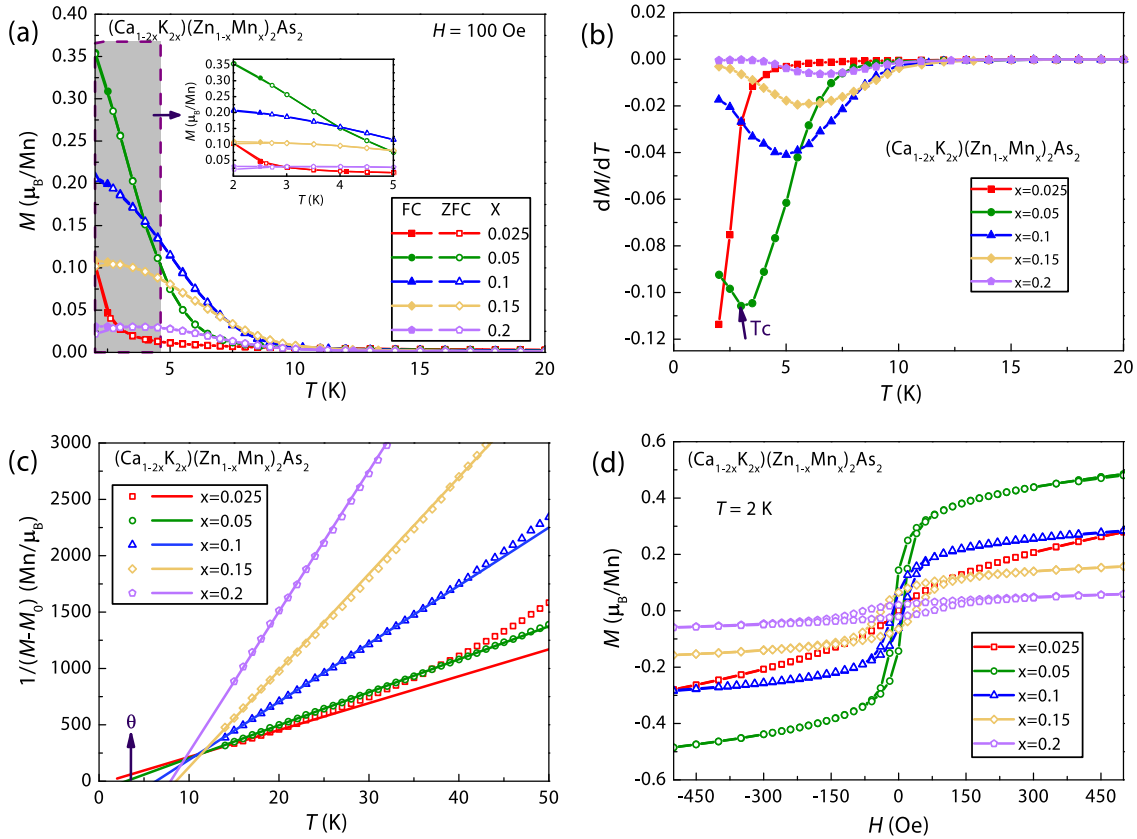 (a)
(Ca1-2xK2x)(Zn1-xMnx)2As2
H = 100 Oe
M (μB/Mn)
0.40
0.35
0.30
0.25
0.20
0.15
0.10
0.05
0.00
5 10 15 20
T (K)
M (μB/Mn)
0.35
0.30
0.25
0.20
0.15
0.10
0.05
2 3 4 5
T (K)
FC ZFC X
0.025
0.05
0.1
0.15
0.2
(b)
dM/dT
0.00
-0.02
-0.04
-0.06
-0.08
-0.10
-0.12
0 5 10 15 20
T (K)
(Ca1-2xK2x)(Zn1-xMnx)2As2
x=0.025
x=0.05
x=0.1
x=0.15
x=0.2
Tc
(c)
(Ca1-2xK2x)(Zn1-xMnx)2As2
x=0.025
x=0.05
x=0.1
x=0.15
x=0.2
1/(M-M0) (Mn/μB)
3000
2500
2000
1500
1000
500
0
θ
0 10 20 30 40 50
T (K)
(d)
(Ca1-2xK2x)(Zn1-xMnx)2As2
T = 2 K
M (μB/Mn)
0.6
0.4
0.2
0.0
-0.2
-0.4
-0.6
-450 -300 -150 0 150 300 450
H (Oe)
x=0.025
x=0.05
x=0.1
x=0.15
x=0.2